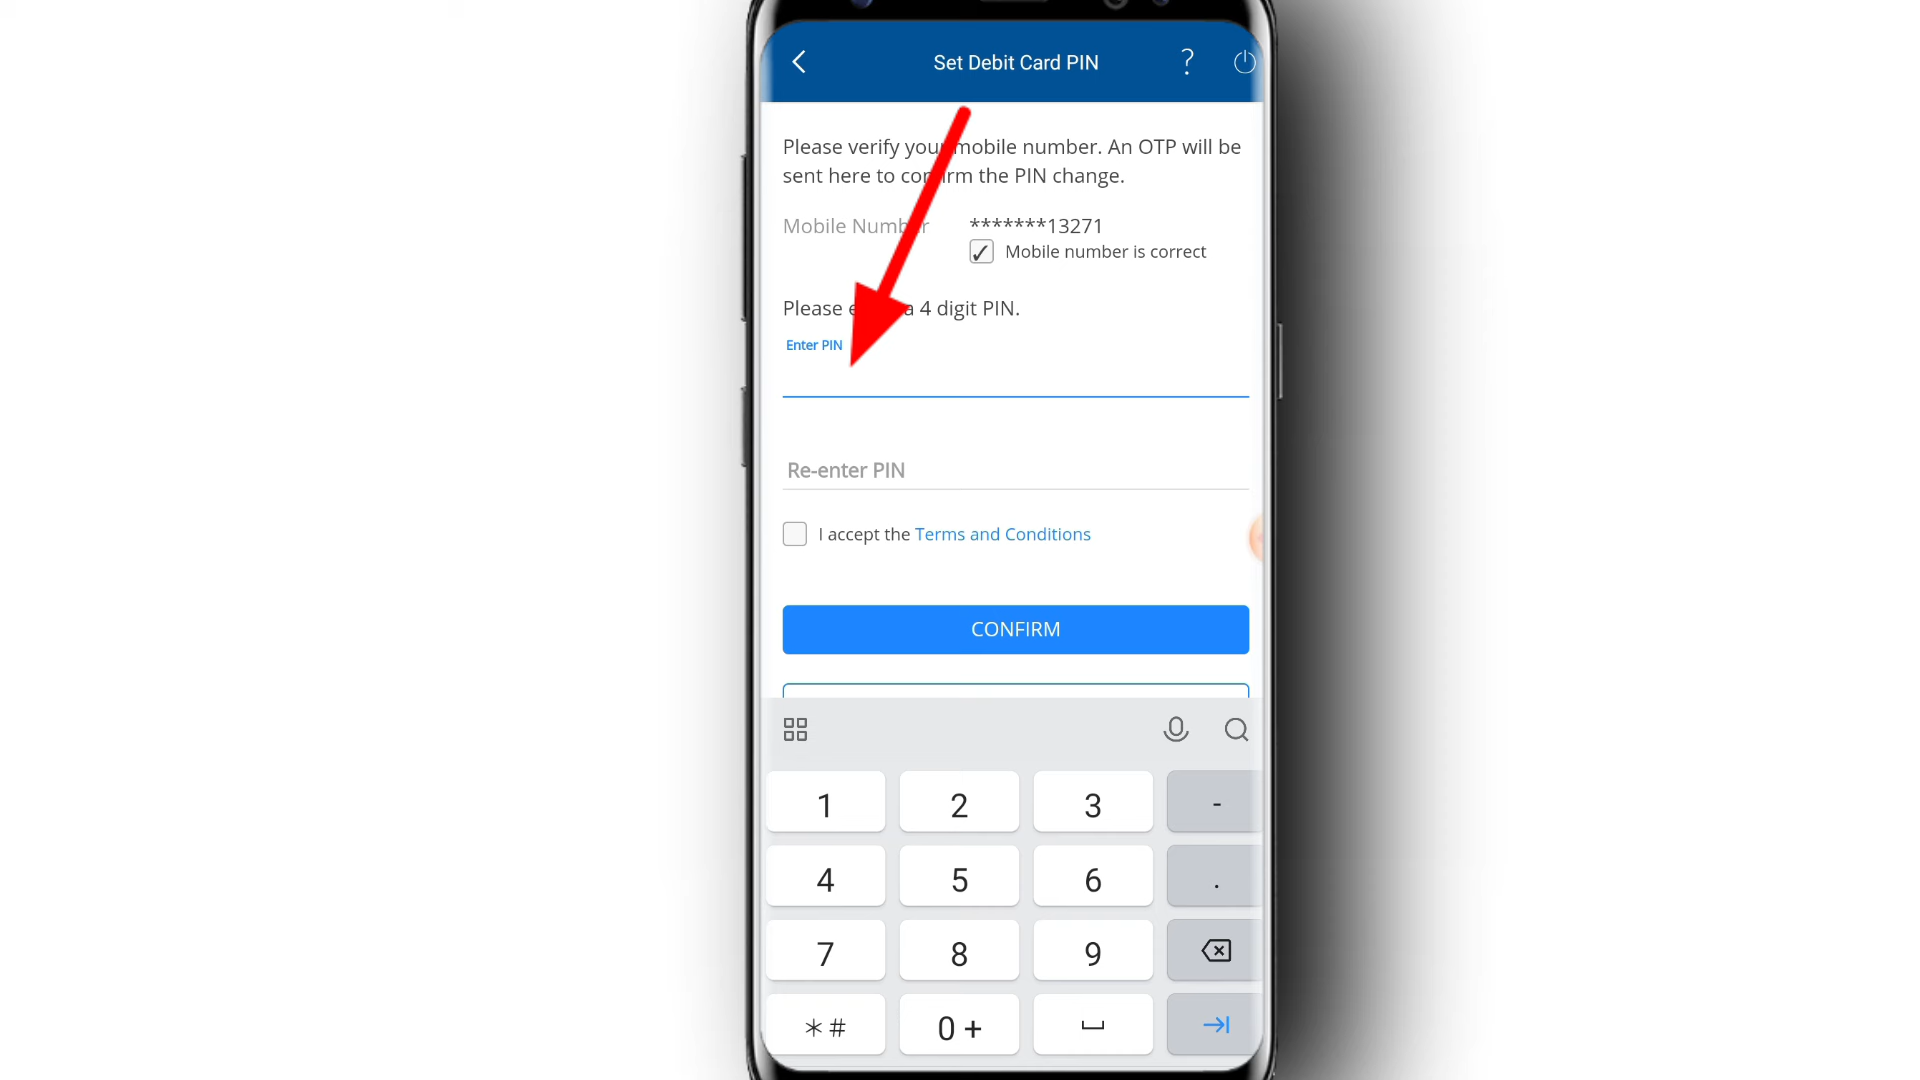 Set Debit Card PIN ?
Please verify your mobile number. An OTP will be
sent here to confirm the PIN change.
Mobile Number *******13271
Mobile number is correct
Please a 4 digit PIN.
Enter PIN
Re-enter PIN
I accept the Terms and Conditions
CONFIRM
1 2 3 -
4 5 6 .
7 8 9
*# 0 +